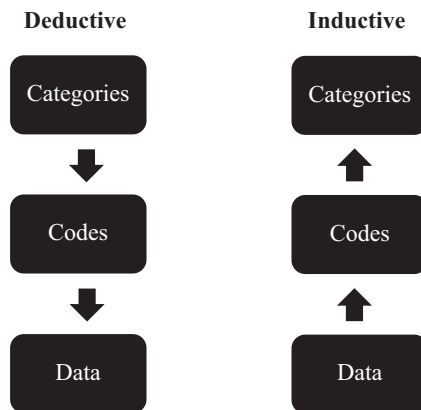 Deductive
Inductive
Categories
Categories
Codes
Codes
Data
Data